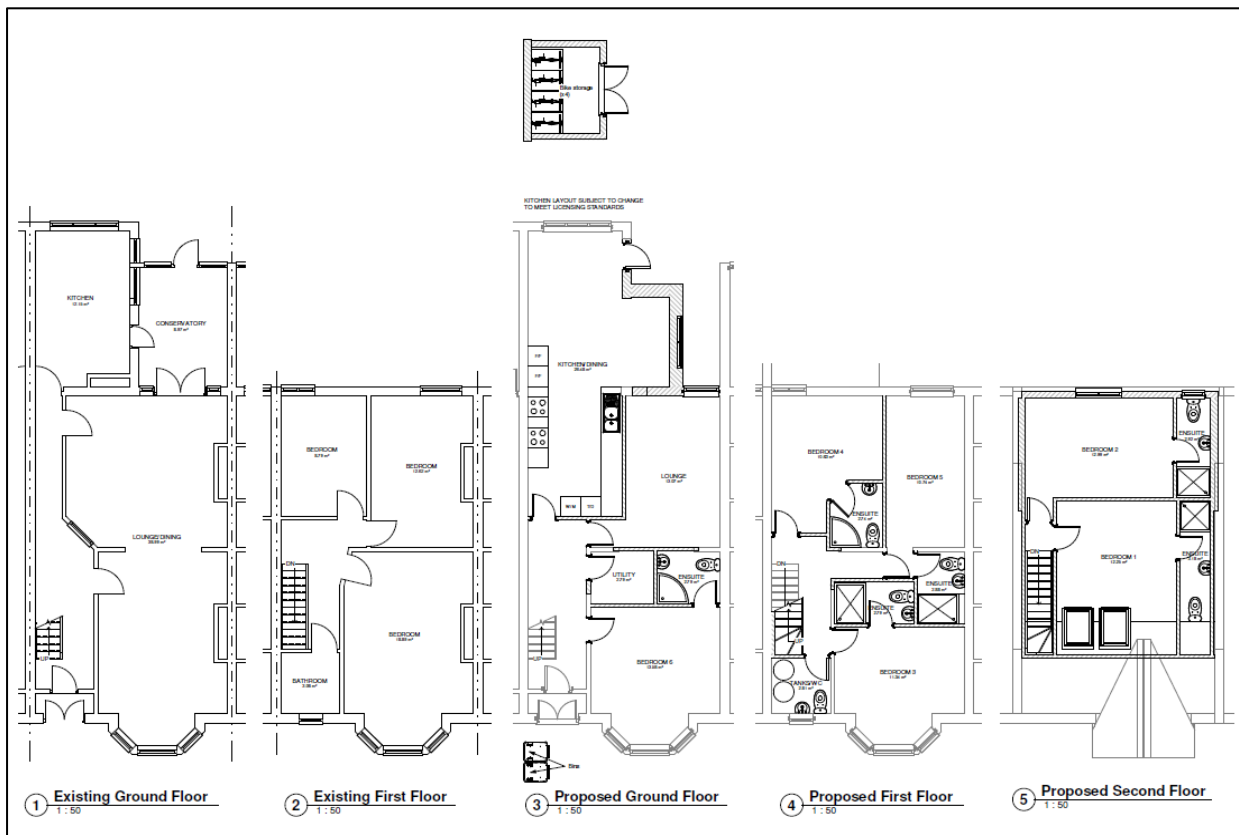 Bike storage
(x4)
KITCHEN LAYOUT SUBJECT TO CHANGE
TO MEET LICENSING STANDARDS
KITCHEN
CONSERVATORY
LOUNGE/DINING
UP
1 Existing Ground Floor
1 : 50
BEDROOM
BEDROOM
DN
BEDROOM
BATHROOM
2 Existing First Floor
1 : 50
KITCHEN/DINING
F/F
F/F
LOUNGE
W/M
T/D
UTILITY
ENSUITE
BEDROOM 6
UP
Bins
3 Proposed Ground Floor
1 : 50
BEDROOM 4
BEDROOM 5
ENSUITE
DN
ENSUITE
ENSUITE
UP
BEDROOM 3
TANKS/WC
4 Proposed First Floor
1 : 50
BEDROOM 2
ENSUITE
DN
BEDROOM 1
ENSUITE
5 Proposed Second Floor
1 : 50